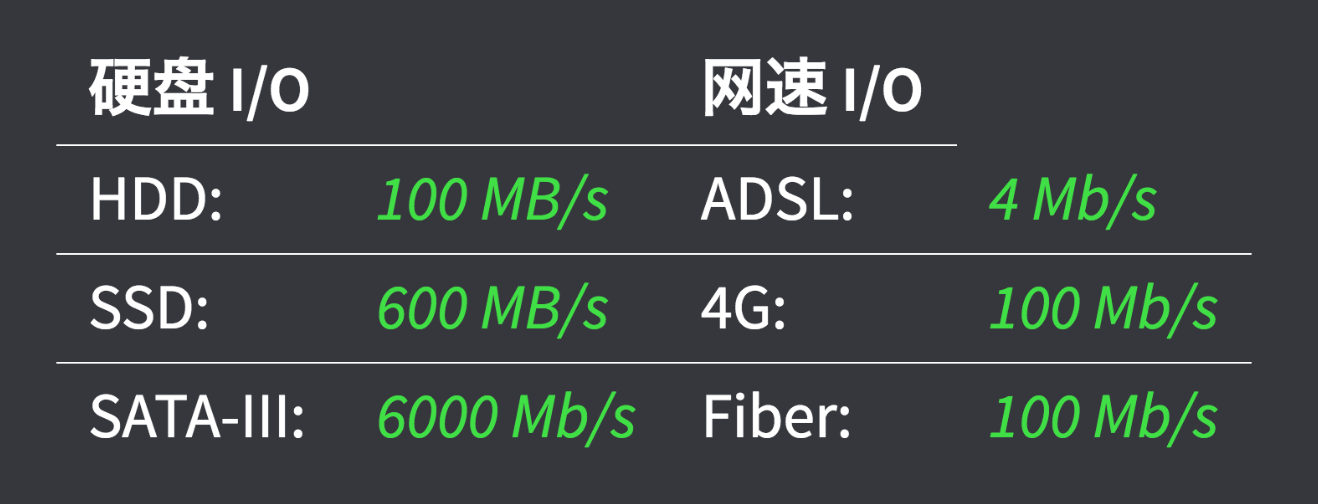 硬盘 I/O 网速 I/O
HDD: 100 MB/s ADSL: 4 Mb/s
SSD: 600 MB/s 4G: 100 Mb/s
SATA-III: 6000 Mb/s Fiber: 100 Mb/s